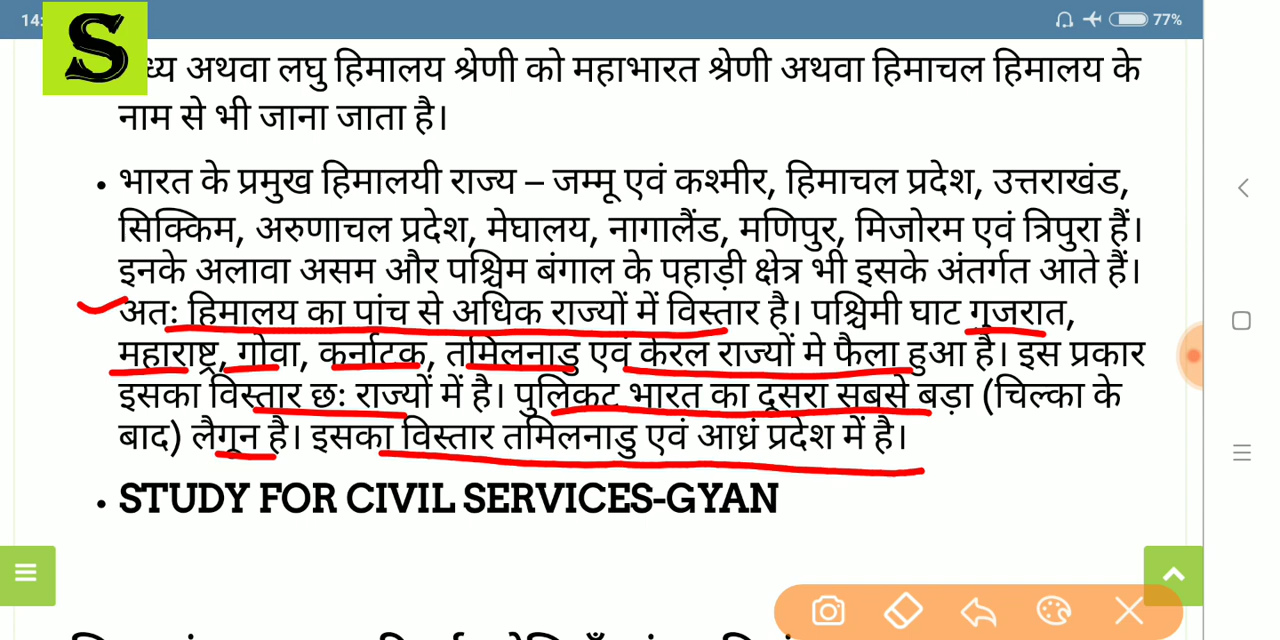 14:
77%
S
ध्य अथवा लघु हिमालय श्रेणी को महाभारत श्रेणी अथवा हिमाचल हिमालय के
नाम से भी जाना जाता है।
• भारत के प्रमुख हिमालयी राज्य – जम्मू एवं कश्मीर, हिमाचल प्रदेश, उत्तराखंड,
सिक्किम, अरुणाचल प्रदेश, मेघालय, नागालैंड, मणिपुर, मिजोरम एवं त्रिपुरा हैं।
इनके अलावा असम और पश्चिम बंगाल के पहाड़ी क्षेत्र भी इसके अंतर्गत आते हैं।
अतः हिमालय का पांच से अधिक राज्यों में विस्तार है। पश्चिमी घाट गुजरात,
महाराष्ट्र, गोवा, कर्नाटक, तमिलनाडु एवं केरल राज्यों मे फैला हुआ है। इस प्रकार
इसका विस्तार छः राज्यों में है। पुलिकट भारत का दूसरा सबसे बड़ा (चिल्का के
बाद) लैगून है। इसका विस्तार तमिलनाडु एवं आध्रं प्रदेश में है।
• STUDY FOR CIVIL SERVICES-GYAN